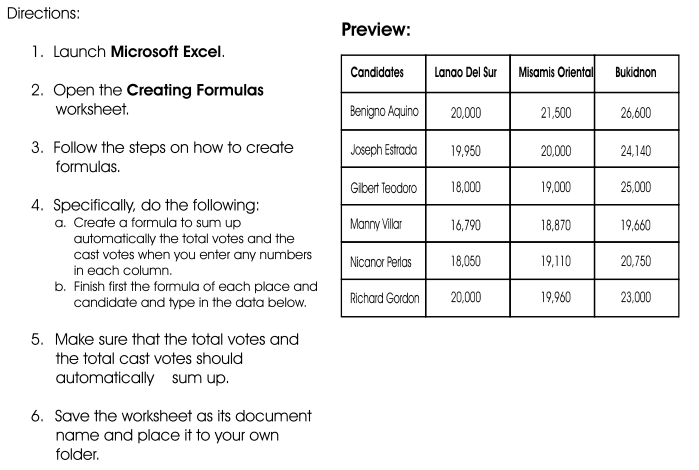 Directions:
1. Launch Microsoft Excel.
2. Open the Creating Formulas
worksheet.
3. Follow the steps on how to create
formulas.
4. Specifically, do the following:
a. Create a formula to sum up
automatically the total votes and the
cast votes when you enter any numbers
in each column.
b. Finish first the formula of each place and
candidate and type in the data below.
5. Make sure that the total votes and
the total cast votes should
automatically sum up.
6. Save the worksheet as its document
name and place it to your own
folder.
Preview:
Candidates Lanao Del Sur Misamis Oriental Bukidnon
Benigno Aquino 20,000 21,500 26,600
Joseph Estrada 19,950 20,000 24,140
Gilbert Teodoro 18,000 19,000 25,000
Manny Villar 16,790 18,870 19,660
Nicanor Perlas 18,050 19,110 20,750
Richard Gordon 20,000 19,960 23,000